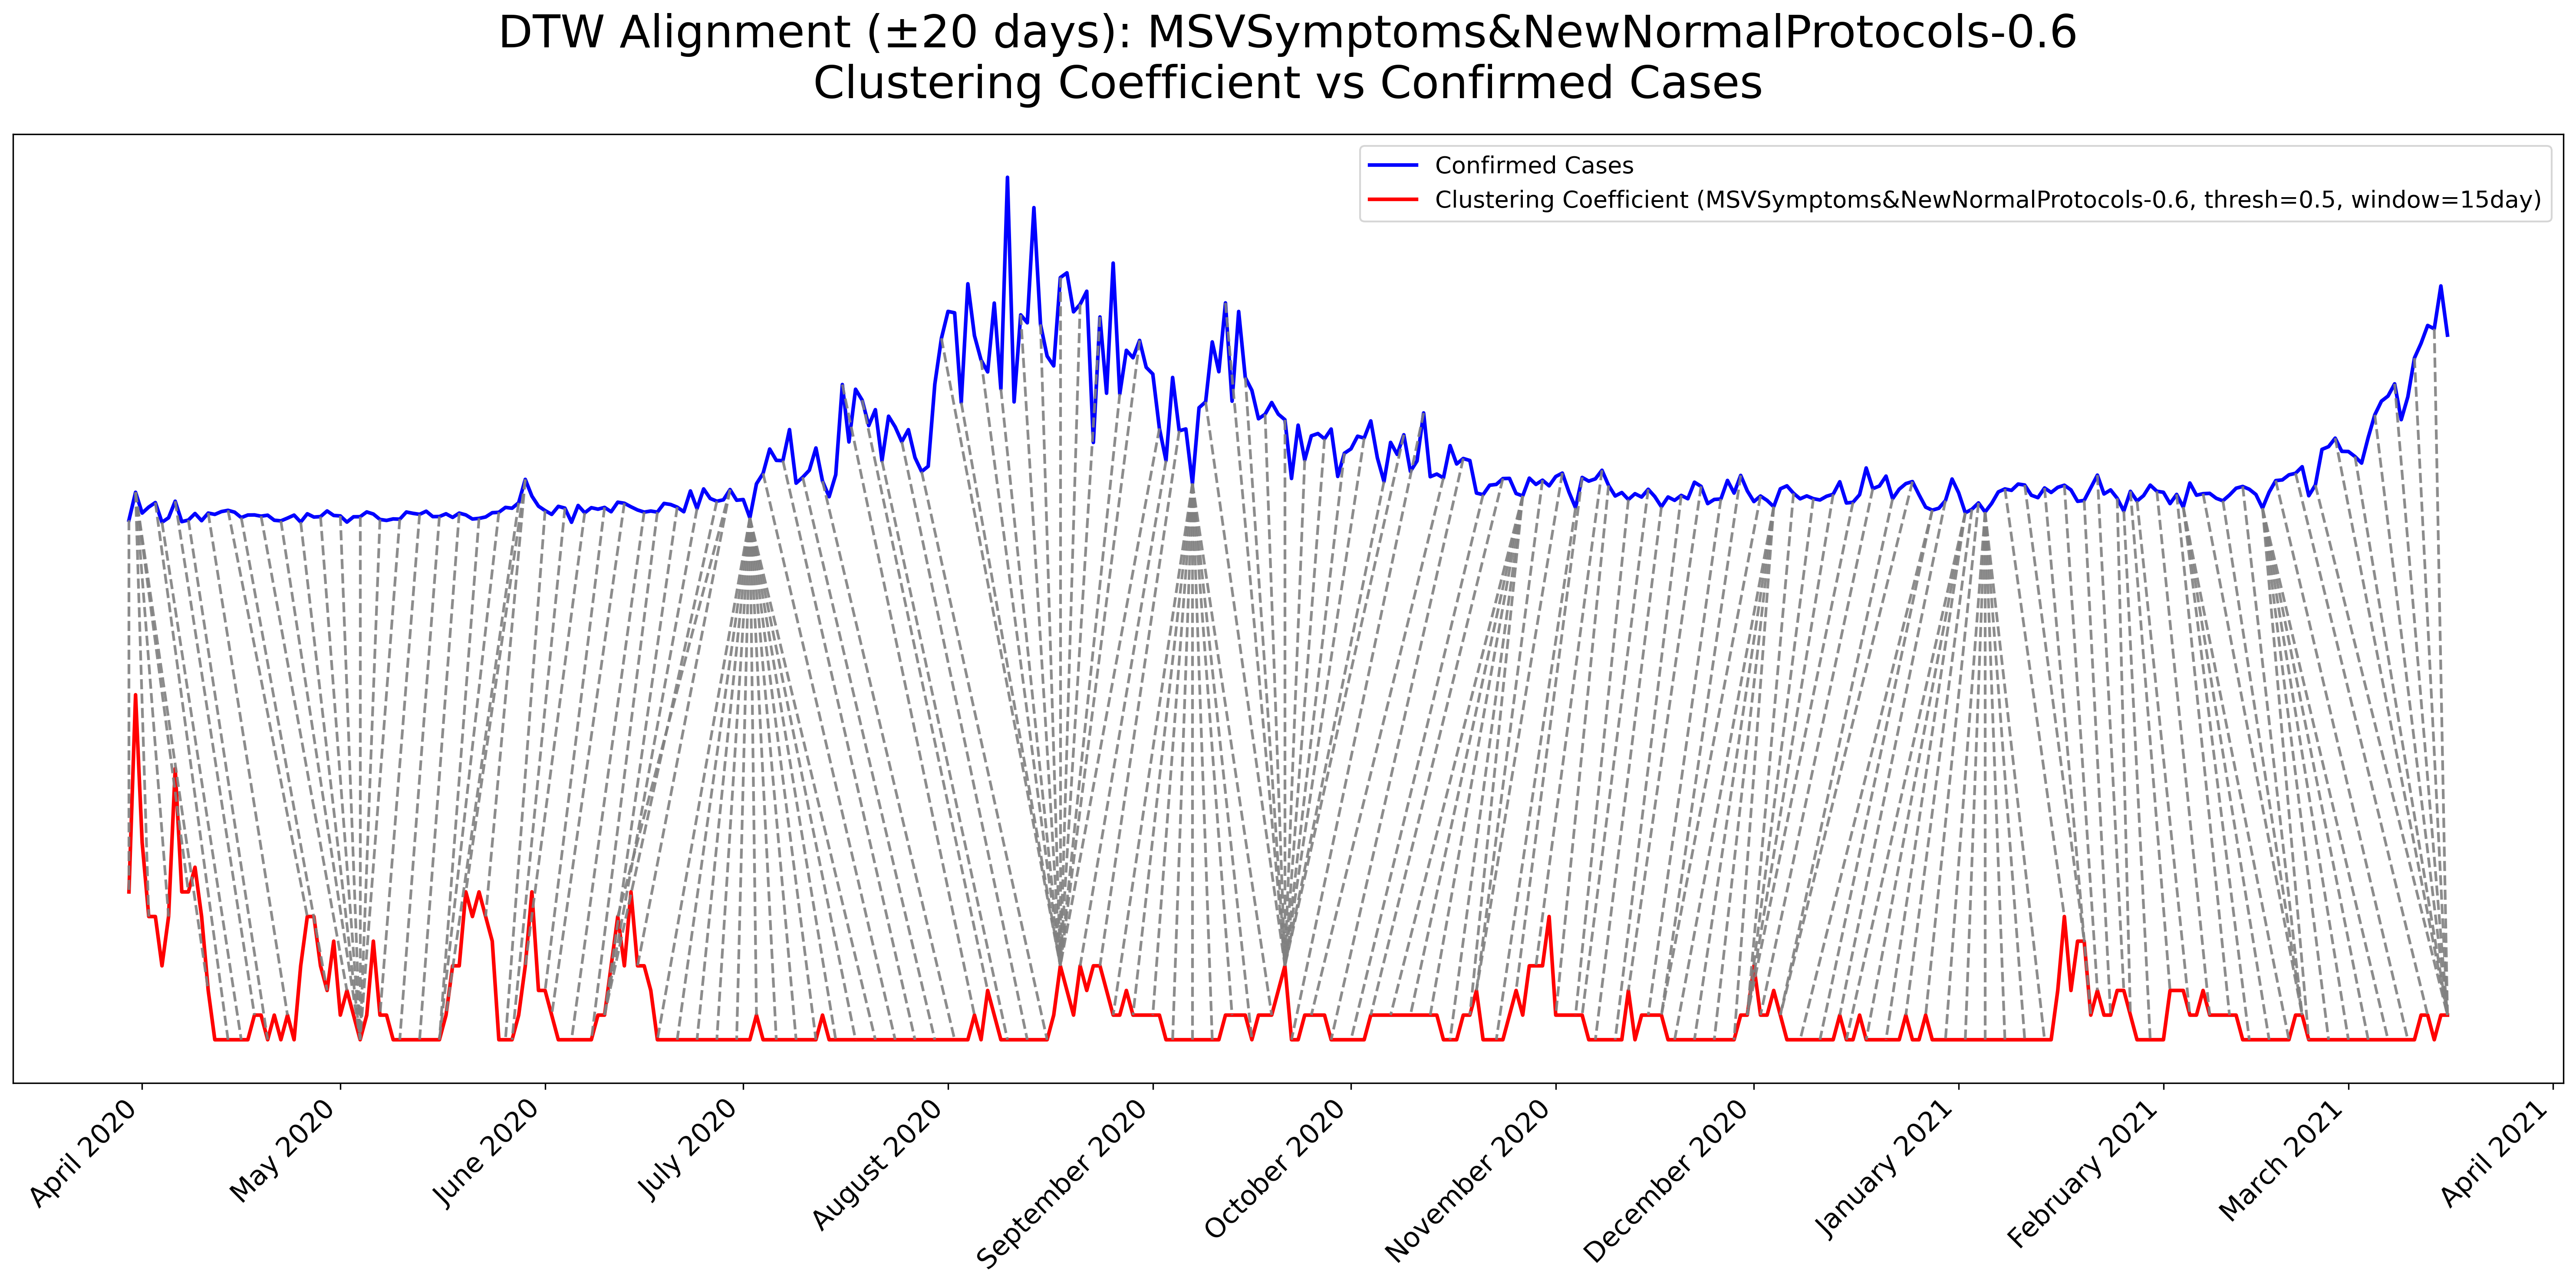 DTW Alignment (±20 days): MSVSymptoms&NewNormalProtocols-0.6
Clustering Coefficient vs Confirmed Cases
Confirmed Cases
Clustering Coefficient (MSVSymptoms&NewNormalProtocols-0.6, thresh=0.5, window=15day)
April 2020
May 2020
June 2020
July 2020
August 2020
September 2020
October 2020
November 2020
December 2020
January 2021
February 2021
March 2021
April 2021